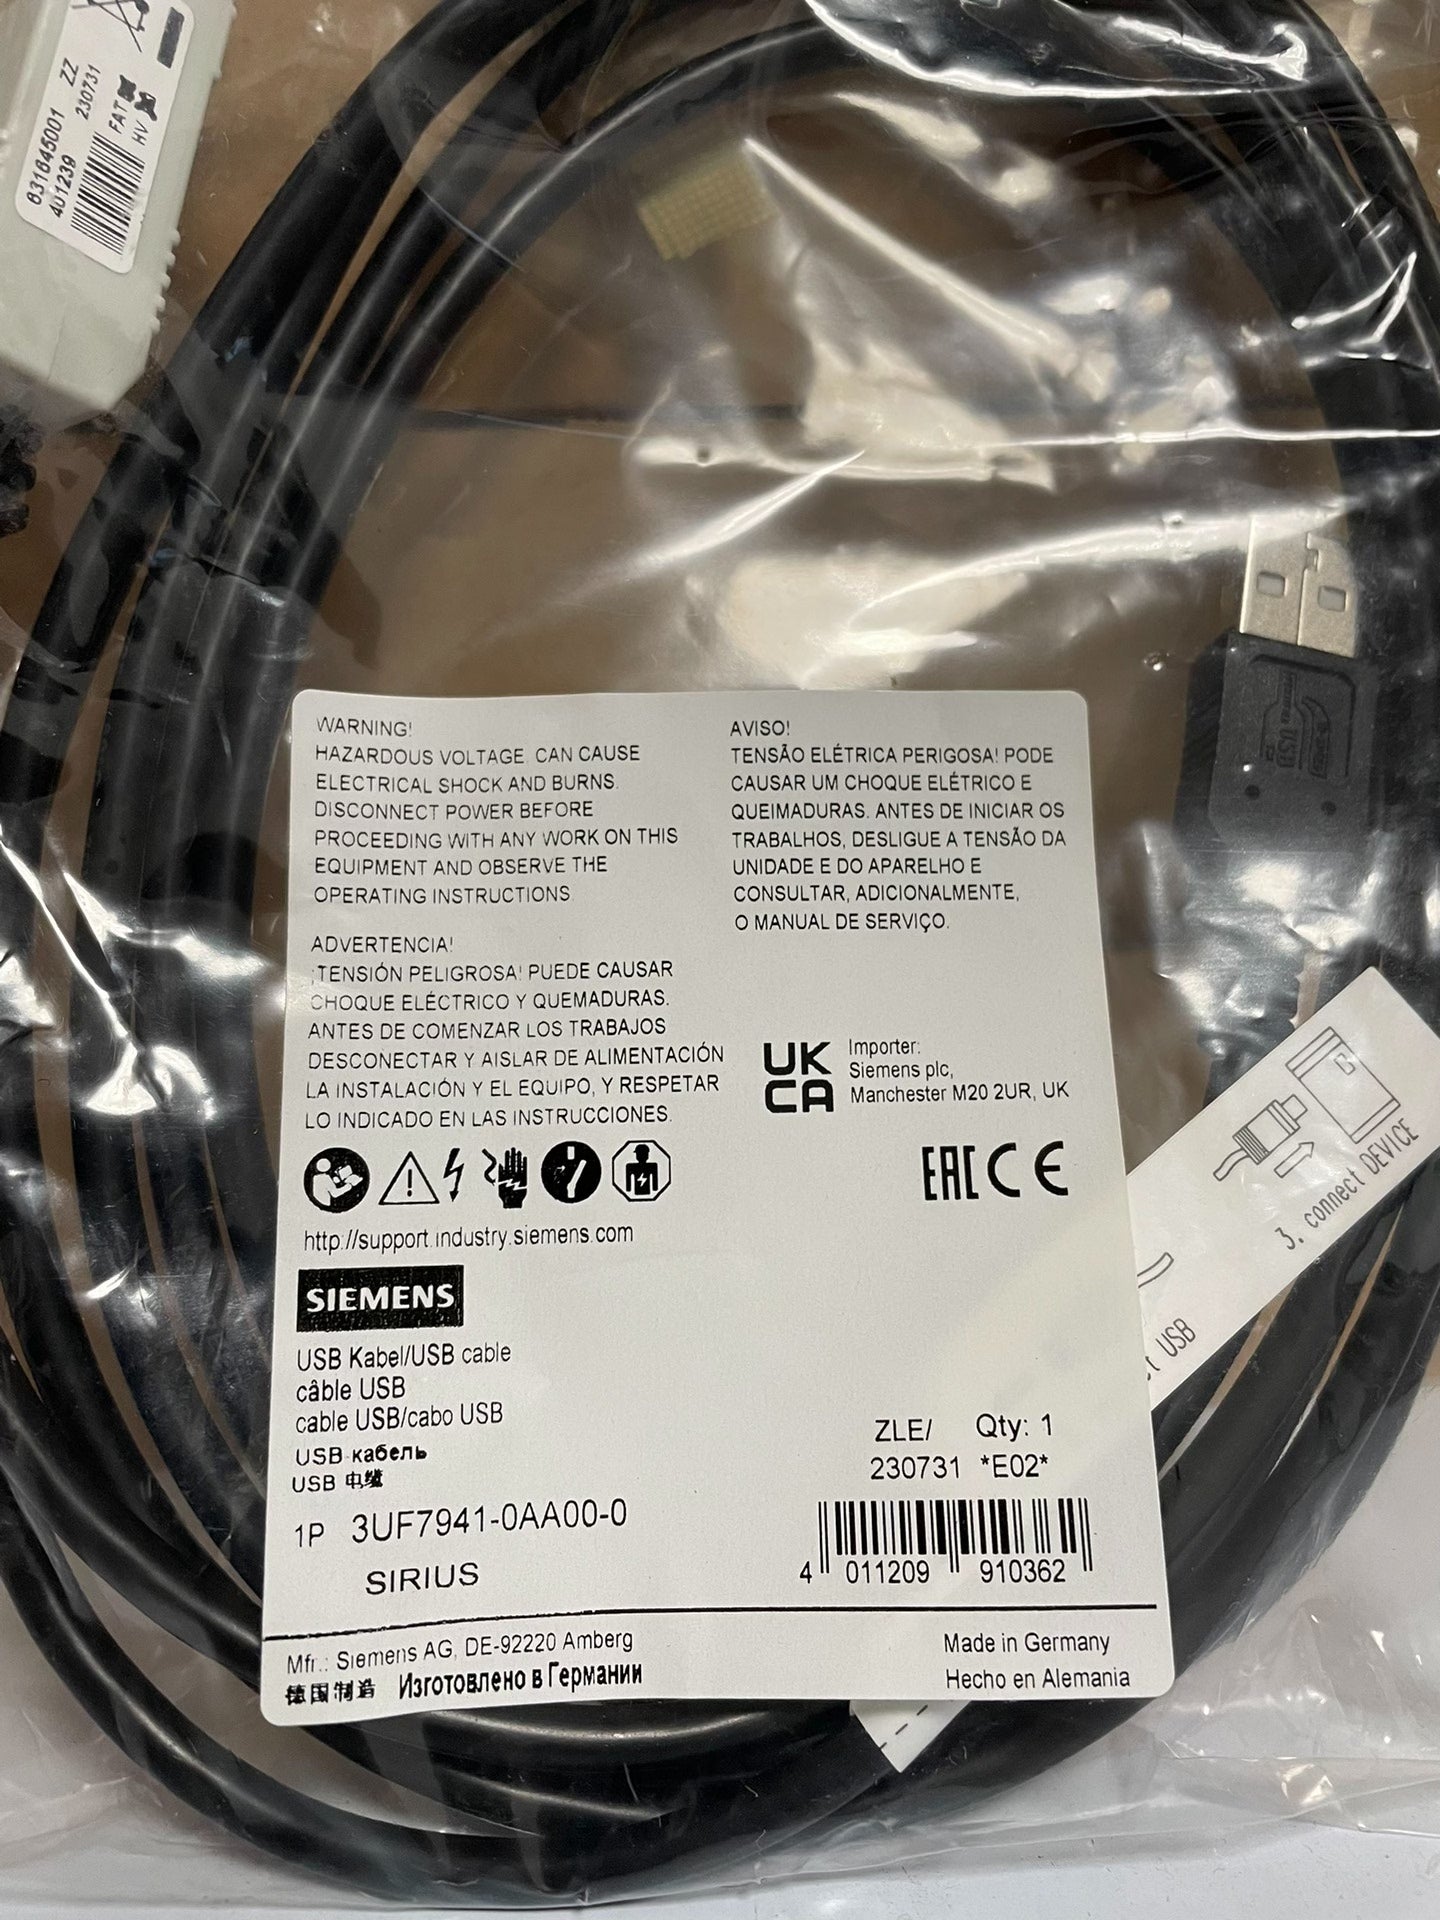 631645001 ZZ
401239 230731
FAT
HV
WARNING!
HAZARDOUS VOLTAGE. CAN CAUSE
ELECTRICAL SHOCK AND BURNS.
DISCONNECT POWER BEFORE
PROCEEDING WITH ANY WORK ON THIS
EQUIPMENT AND OBSERVE THE
OPERATING INSTRUCTIONS
ADVERTENCIA!
¡TENSIÓN PELIGROSA! PUEDE CAUSAR
CHOQUE ELÉCTRICO Y QUEMADURAS.
ANTES DE COMENZAR LOS TRABAJOS
DESCONECTAR Y AISLAR DE ALIMENTACIÓN
LA INSTALACIÓN Y EL EQUIPO, Y RESPETAR
LO INDICADO EN LAS INSTRUCCIONES.
AVISO!
TENSÃO ELÉTRICA PERIGOSA! PODE
CAUSAR UM CHOQUE ELÉTRICO E
QUEIMADURAS. ANTES DE INICIAR OS
TRABALHOS, DESLIGUE A TENSÃO DA
UNIDADE E DO APARELHO E
CONSULTAR, ADICIONALMENTE,
O MANUAL DE SERVIÇO.
UK
CA
Importer:
Siemens plc,
Manchester M20 2UR, UK
EAC CE
http://support.industry.siemens.com
SIEMENS
USB Kabel/USB cable
câble USB
cable USB/cabo USB
USB-кабель
USB 电缆
1P 3UF7941-0AA00-0
SIRIUS
ZLE/ Qty: 1
230731 *E02*
4 011209 910362
Mfr.: Siemens AG, DE-92220 Amberg
德国制造 Изготовлено в Германии
Made in Germany
Hecho en Alemania
3. connect DEVICE
USB
USB